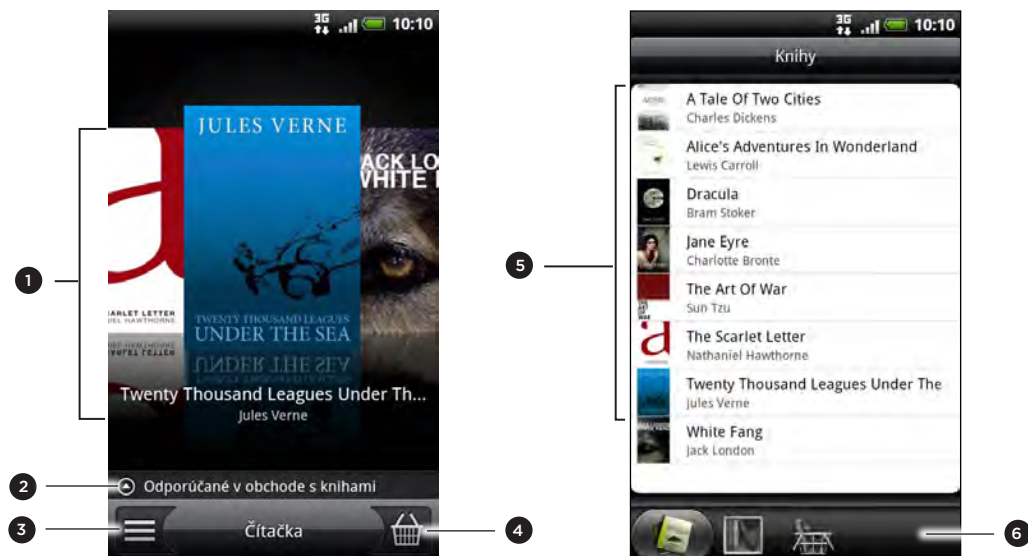 3G 10:10
JULES VERNE
ACK LO
WHITE
a
ARLET LETTER
IEL HAWTHORNE
TWENTY THOUSAND LEAGUES
UNDER THE SEA
Twenty Thousand Leagues Under Th...
Jules Verne
Odporúčané v obchode s knihami
Čítačka
1
2
3
4
3G 10:10
Knihy
A Tale Of Two Cities
Charles Dickens
Alice's Adventures In Wonderland
Lewis Carroll
Dracula
Bram Stoker
Jane Eyre
Charlotte Bronte
The Art Of War
Sun Tzu
a
The Scarlet Letter
Nathaniel Hawthorne
Twenty Thousand Leagues Under The
Jules Verne
White Fang
Jack London
5
6